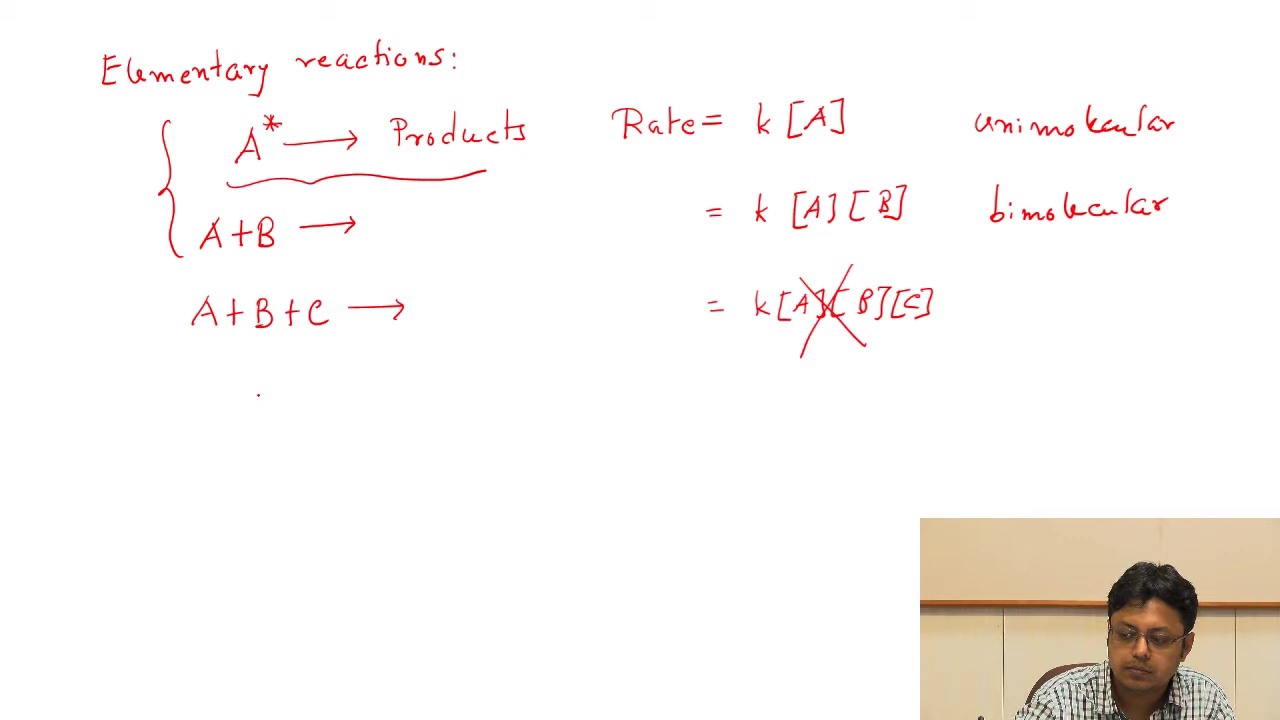 Elementary reactions:
A* ⟶ Products Rate = k [A] unimolecular
A+B ⟶ = k [A][B] bimolecular
A+B+C ⟶ = k[A][B][C]